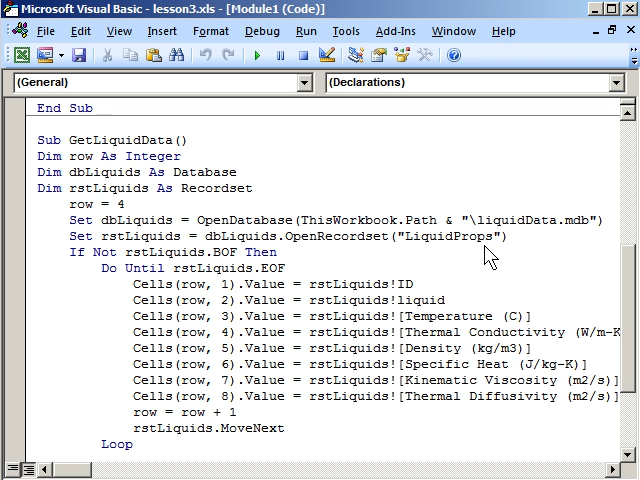 Microsoft Visual Basic - lesson3.xls - [Module1 (Code)]
File Edit View Insert Format Debug Run Tools Add-Ins Window Help
(General) (Declarations)
End Sub
Sub GetLiquidData()
Dim row As Integer
Dim dbLiquids As Database
Dim rstLiquids As Recordset
row = 4
Set dbLiquids = OpenDatabase(ThisWorkbook.Path & "\liquidData.mdb")
Set rstLiquids = dbLiquids.OpenRecordset("LiquidProps")
If Not rstLiquids.BOF Then
Do Until rstLiquids.EOF
Cells(row, 1).Value = rstLiquids!ID
Cells(row, 2).Value = rstLiquids!liquid
Cells(row, 3).Value = rstLiquids![Temperature (C)]
Cells(row, 4).Value = rstLiquids![Thermal Conductivity (W/m-K
Cells(row, 5).Value = rstLiquids![Density (kg/m3)]
Cells(row, 6).Value = rstLiquids![Specific Heat (J/kg-K)]
Cells(row, 7).Value = rstLiquids![Kinematic Viscosity (m2/s)]
Cells(row, 8).Value = rstLiquids![Thermal Diffusivity (m2/s)]
row = row + 1
rstLiquids.MoveNext
Loop